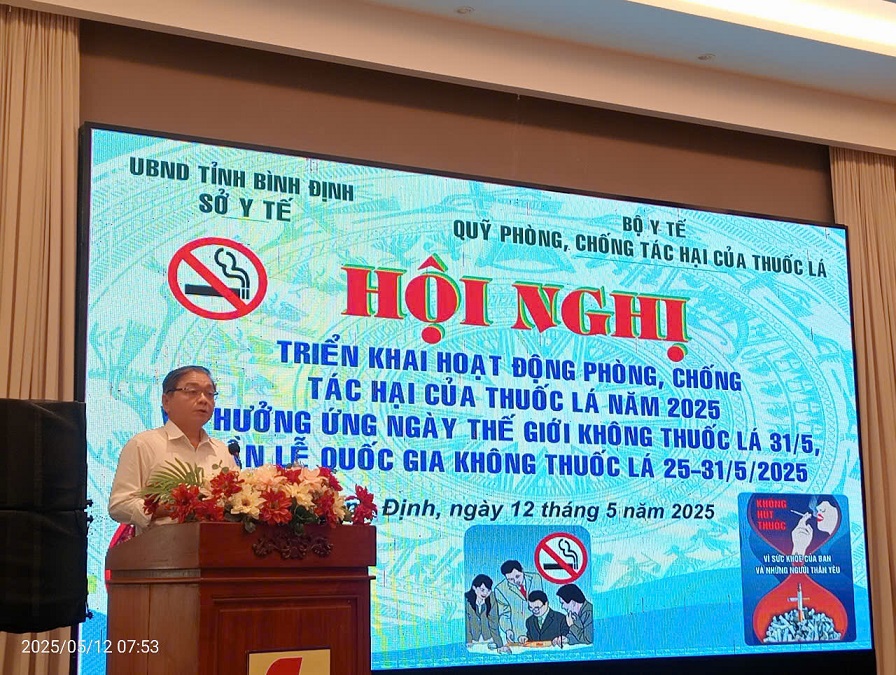 UBND TỈNH BÌNH ĐỊNH
SỞ Y TẾ
BỘ Y TẾ
QUỸ PHÒNG, CHỐNG TÁC HẠI CỦA THUỐC LÁ
HỘI NGHỊ
TRIỂN KHAI HOẠT ĐỘNG PHÒNG, CHỐNG
TÁC HẠI CỦA THUỐC LÁ NĂM 2025
HƯỞNG ỨNG NGÀY THẾ GIỚI KHÔNG THUỐC LÁ 31/5,
LỄ QUỐC GIA KHÔNG THUỐC LÁ 25-31/5/2025
Định, ngày 12 tháng 5 năm 2025
KHÔNG
HÚT
THUỐC
VÌ SỨC KHỎE CỦA BẠN
VÀ NHỮNG NGƯỜI THÂN YÊU
2025/05/12 07:53